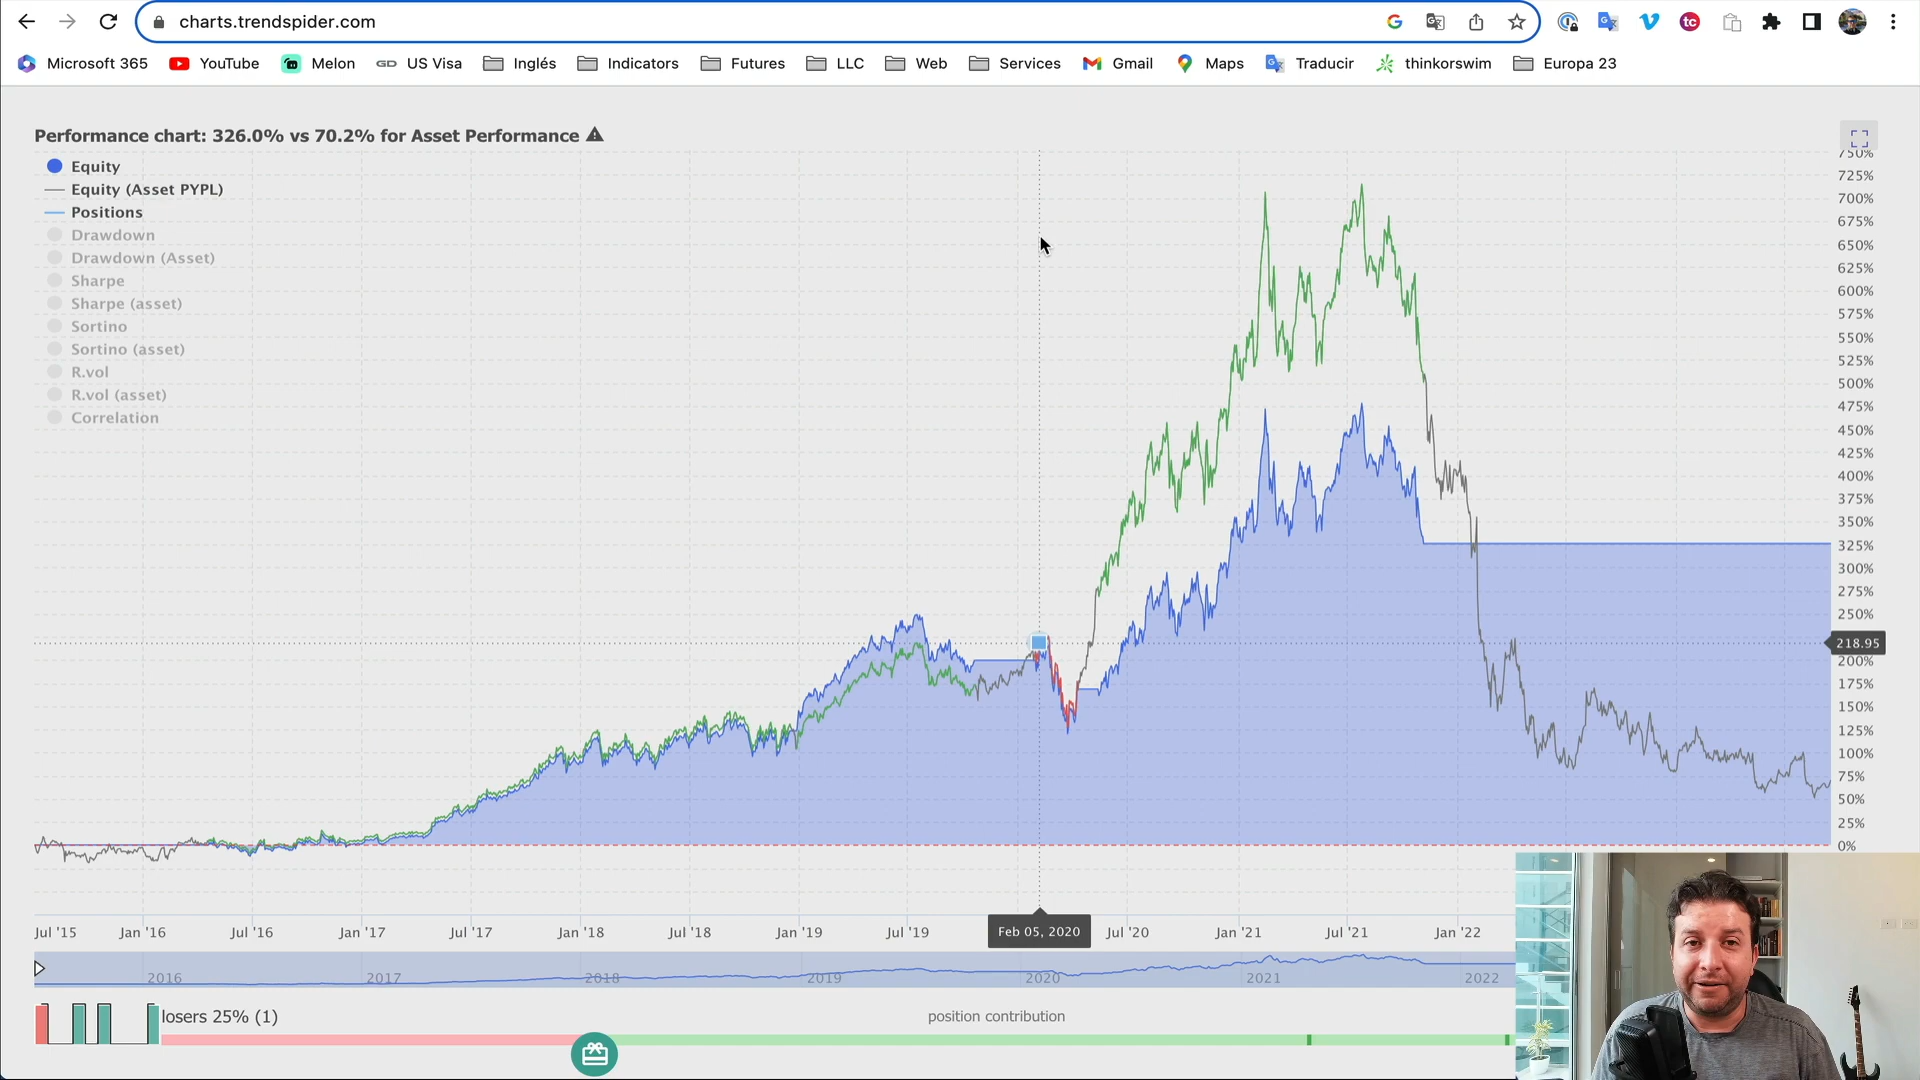 charts.trendspider.com
Microsoft 365 YouTube Melon GD US Visa Inglés Indicators Futures LLC Web Services Gmail Maps Traducir thinkorswim Europa 23
Performance chart: 326.0% vs 70.2% for Asset Performance
Equity
Equity (Asset PYPL)
Positions
Drawdown
Drawdown (Asset)
Sharpe
Sharpe (asset)
Sortino
Sortino (asset)
R.vol
R.vol (asset)
Correlation
750%
725%
700%
675%
650%
625%
600%
575%
550%
525%
500%
475%
450%
425%
400%
375%
350%
325%
300%
275%
250%
218.95
200%
175%
150%
125%
100%
75%
50%
25%
0%
Jul '15 Jan '16 Jul '16 Jan '17 Jul '17 Jan '18 Jul '18 Jan '19 Jul '19 Feb 05, 2020 Jul '20 Jan '21 Jul '21 Jan '22
2016 2017 2018 2019 2020 2021 2022
losers 25% (1) position contribution